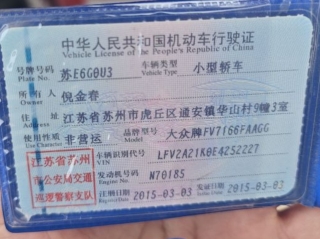 中华人民共和国机动车行驶证
Vehicle License of the People's Republic of China
号牌号码 苏E6G0U3 车辆类型 小型轿车
Plate No. Vehicle Type
所有人 倪金春
Owner
住址 江苏省苏州市虎丘区通安镇华山村9幢3室
Address
使用性质 非营运 品牌型号 大众牌FV7166FAAGG
Use Character Model
江苏省苏州
市公安局交通
巡逻警察支队
车辆识别代号 LFV2A21K8E4252227
VIN
发动机号码 N70185
Engine No.
注册日期 2015-03-03 发证日期 2015-03-03
Register Date Issue Date